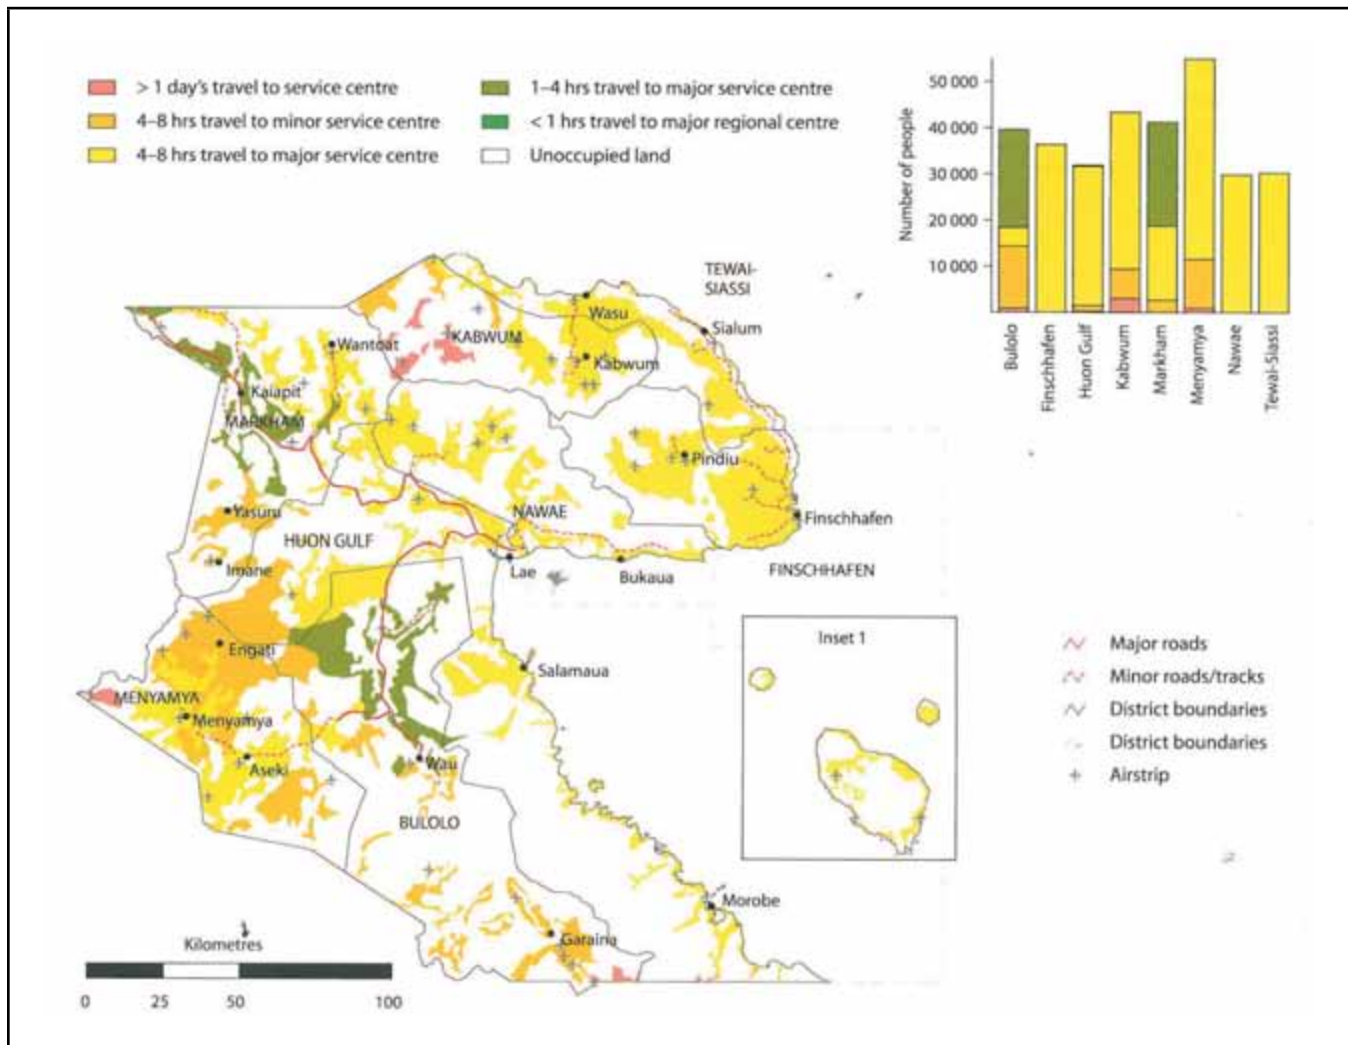 > 1 day's travel to service centre
4–8 hrs travel to minor service centre
4–8 hrs travel to major service centre
1–4 hrs travel to major service centre
< 1 hrs travel to major regional centre
Unoccupied land
Number of people
50 000
40 000
30 000
20 000
10 000
Bulolo
Finschhafen
Huon Gulf
Kabwum
Markham
Menyamya
Nawae
Tewai-Siassi
TEWAI-
SIASSI
Wasu
Sialum
KABWUM
Wantoat
Kabwum
Kaiapit
MARKHAM
Pindiu
Yasuru
NAWAE
Finschhafen
HUON GULF
Imane
Lae
Bukaua
FINSCHHAFEN
Engati
Salamaua
Inset 1
MENYAMYA
Menyamya
Aseki
Wau
BULOLO
Morobe
Garaina
Major roads
Minor roads/tracks
District boundaries
District boundaries
Airstrip
Kilometres
0 25 50 100